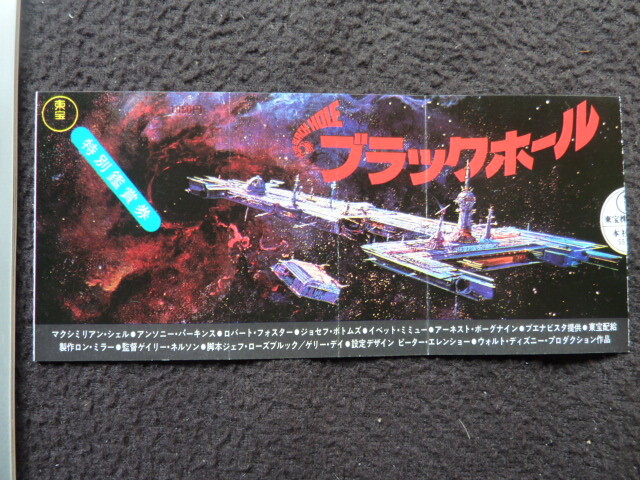 東宝
特別鑑賞券
ブラックホール
東宝株
本社
マクシミリアン・シェル●アンソニー・パーキンス●ロバート・フォスター●ジョセフ・ボトムズ●イベット・ミミュー●アーネスト・ボーグナイン●ブエナビスタ提供●東宝配給
製作ロン・ミラー●監督ゲイリー・ネルソン●脚本ジェフ・ローズブルック/ゲリー・デイ●設定デザイン ピーター・エレンショー●ウォルト・ディズニー・プロダクション作品